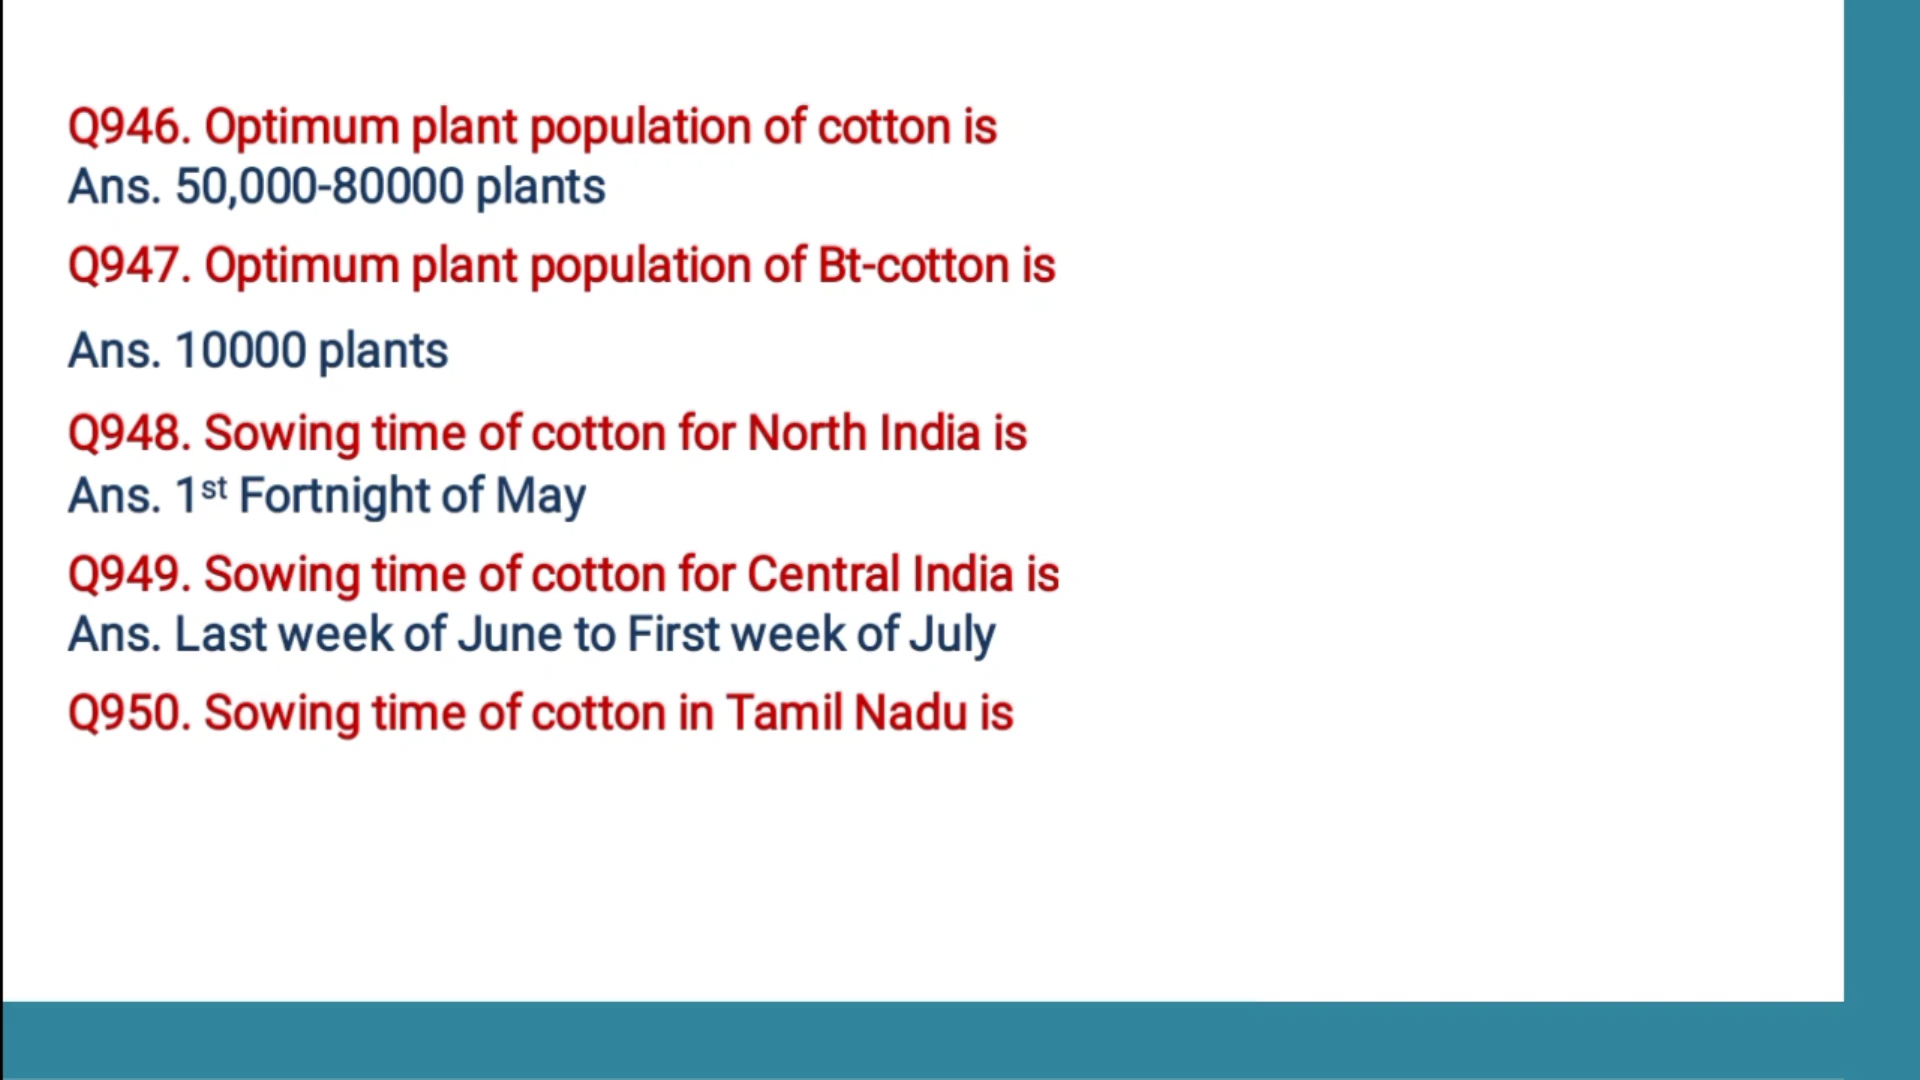 Q946. Optimum plant population of cotton is
Ans. 50,000-80000 plants
Q947. Optimum plant population of Bt-cotton is
Ans. 10000 plants
Q948. Sowing time of cotton for North India is
Ans. 1st Fortnight of May
Q949. Sowing time of cotton for Central India is
Ans. Last week of June to First week of July
Q950. Sowing time of cotton in Tamil Nadu is